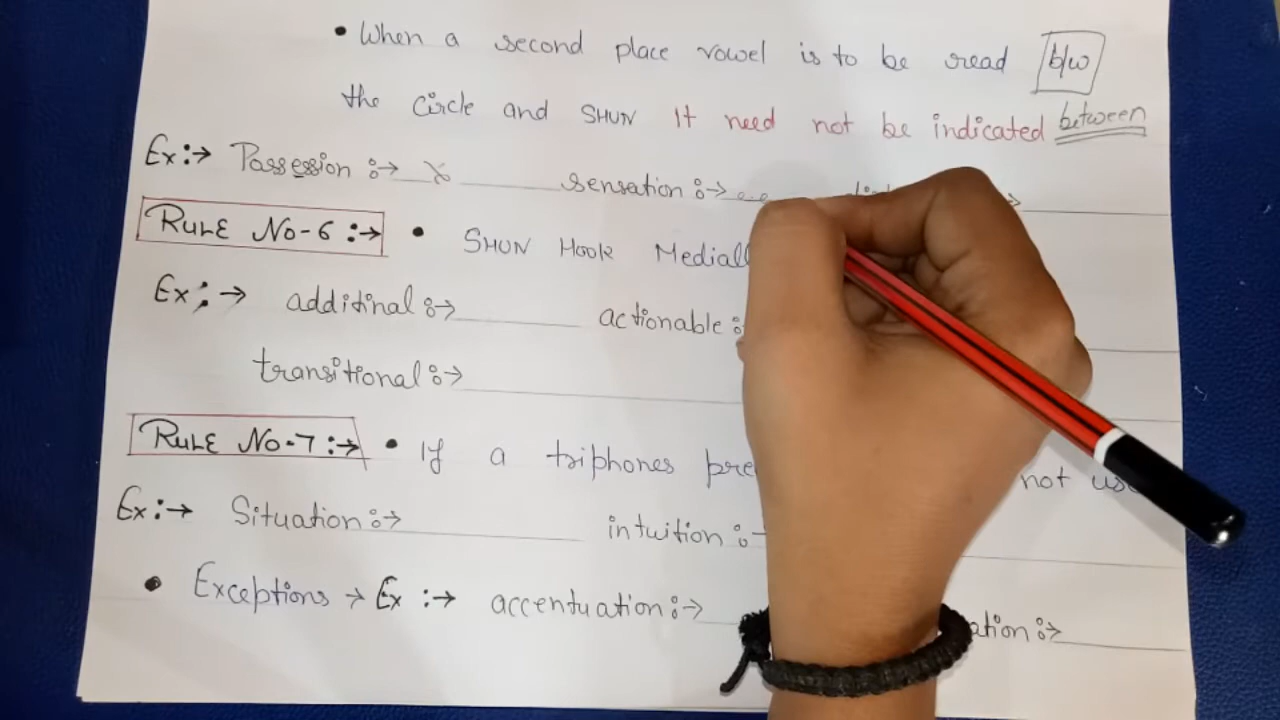 • When a second place vowel is to be read b/w
the Circle and SHUN It need not be indicated between
Ex:→ Possession :→ sensation :→
RULE No-6 :→ • SHUN Hook Mediall
Ex:→ additinal :→ actionable :
transitional :→
RULE No-7 :→ • If a triphones pre not us
Ex:→ Situation :→ intuition :→
• Exceptions → Ex :→ accentuation :→ ation :→